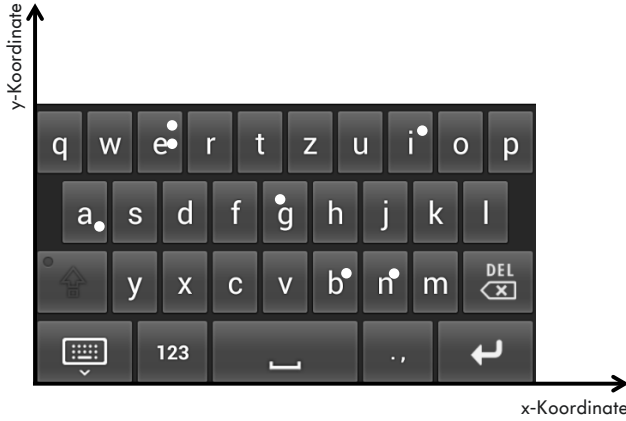 y-Koordinate
q w e r t z u i o p
a s d f g h j k l
y x c v b n m DEL
123 . ,
x-Koordinate